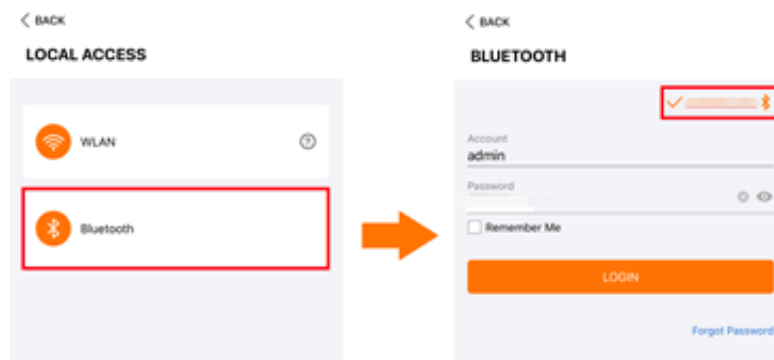 BACK
LOCAL ACCESS
WLAN
Bluetooth
BACK
BLUETOOTH
Account
admin
Password
Remember Me
LOGIN
Forgot Password